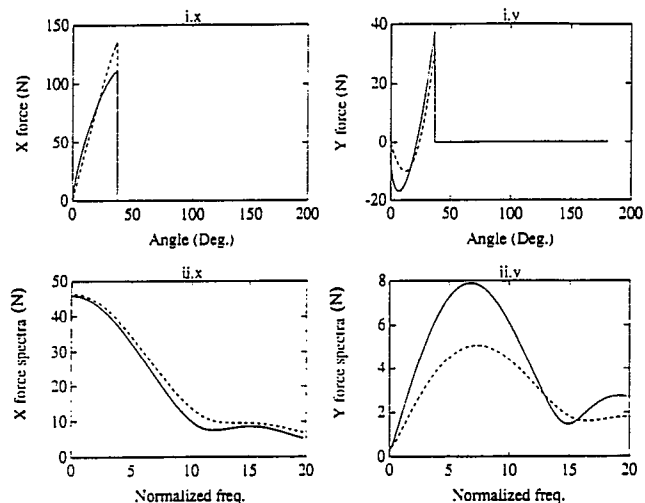 i.x
150
100
50
0
X force (N)
0 50 100 150 200
Angle (Deg.)
i.y
40
20
0
-20
Y force (N)
0 50 100 150 200
Angle (Deg.)
ii.x
50
40
30
20
10
0
X force spectra (N)
0 5 10 15 20
Normalized freq.
ii.y
8
6
4
2
0
Y force spectra (N)
0 5 10 15 20
Normalized freq.